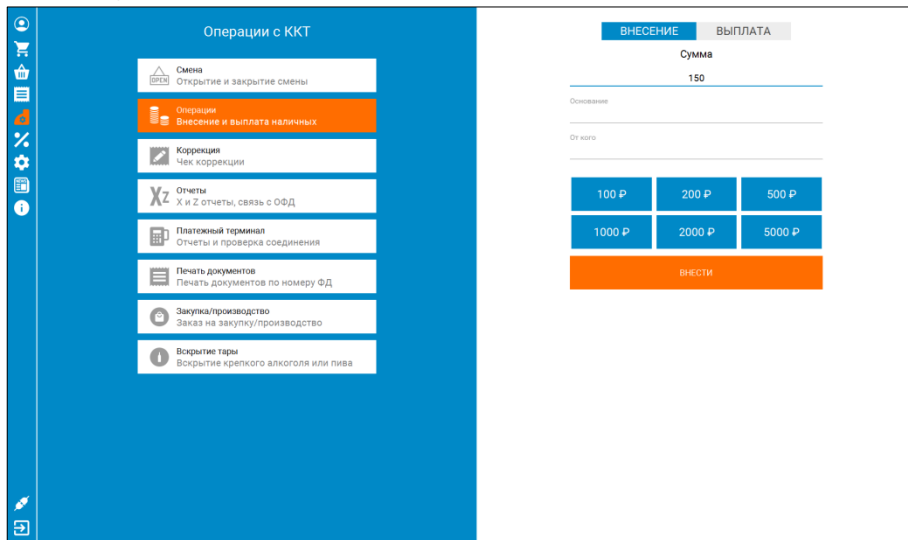 Операции с ККТ
OPEN
Смена
Открытие и закрытие смены
Операции
Внесение и выплата наличных
Коррекция
Чек коррекции
XZ
Отчеты
X и Z отчеты, связь с ОФД
Платежный терминал
Отчеты и проверка соединения
Печать документов
Печать документов по номеру ФД
Закупка/производство
Заказ на закупку/производство
Вскрытие тары
Вскрытие крепкого алкоголя или пива
ВНЕСЕНИЕ ВЫПЛАТА
Сумма
150
Основание
От кого
100 ₽ 200 ₽ 500 ₽
1000 ₽ 2000 ₽ 5000 ₽
ВНЕСТИ